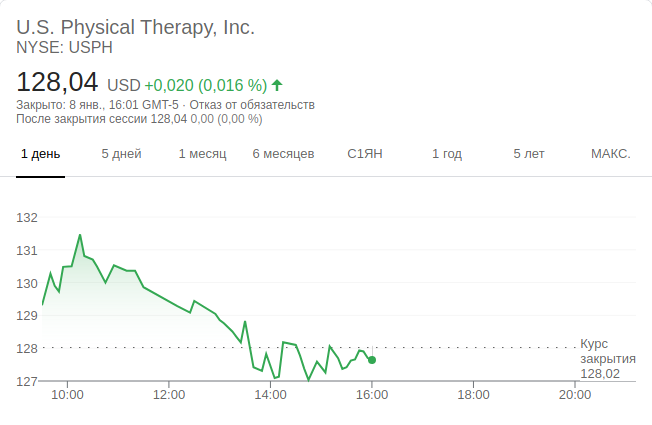 U.S. Physical Therapy, Inc.
NYSE: USPH
128,04 USD +0,020 (0,016 %)
Закрыто: 8 янв., 16:01 GMT-5 · Отказ от обязательств
После закрытия сессии 128,04 0,00 (0,00 %)
1 день 5 дней 1 месяц 6 месяцев С1ЯН 1 год 5 лет МАКС.
132
131
130
129
128
127
Курс
закрытия
128,02
10:00 12:00 14:00 16:00 18:00 20:00